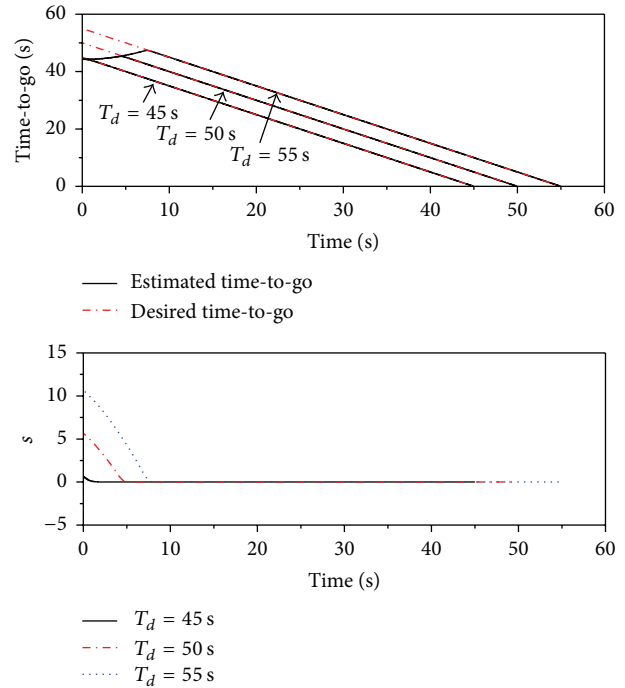 60
40
20
0
Time-to-go (s)
T_d = 45 s
T_d = 50 s
T_d = 55 s
0 10 20 30 40 50 60
Time (s)
Estimated time-to-go
Desired time-to-go
15
10
5
0
−5
s
0 10 20 30 40 50 60
Time (s)
T_d = 45 s
T_d = 50 s
T_d = 55 s